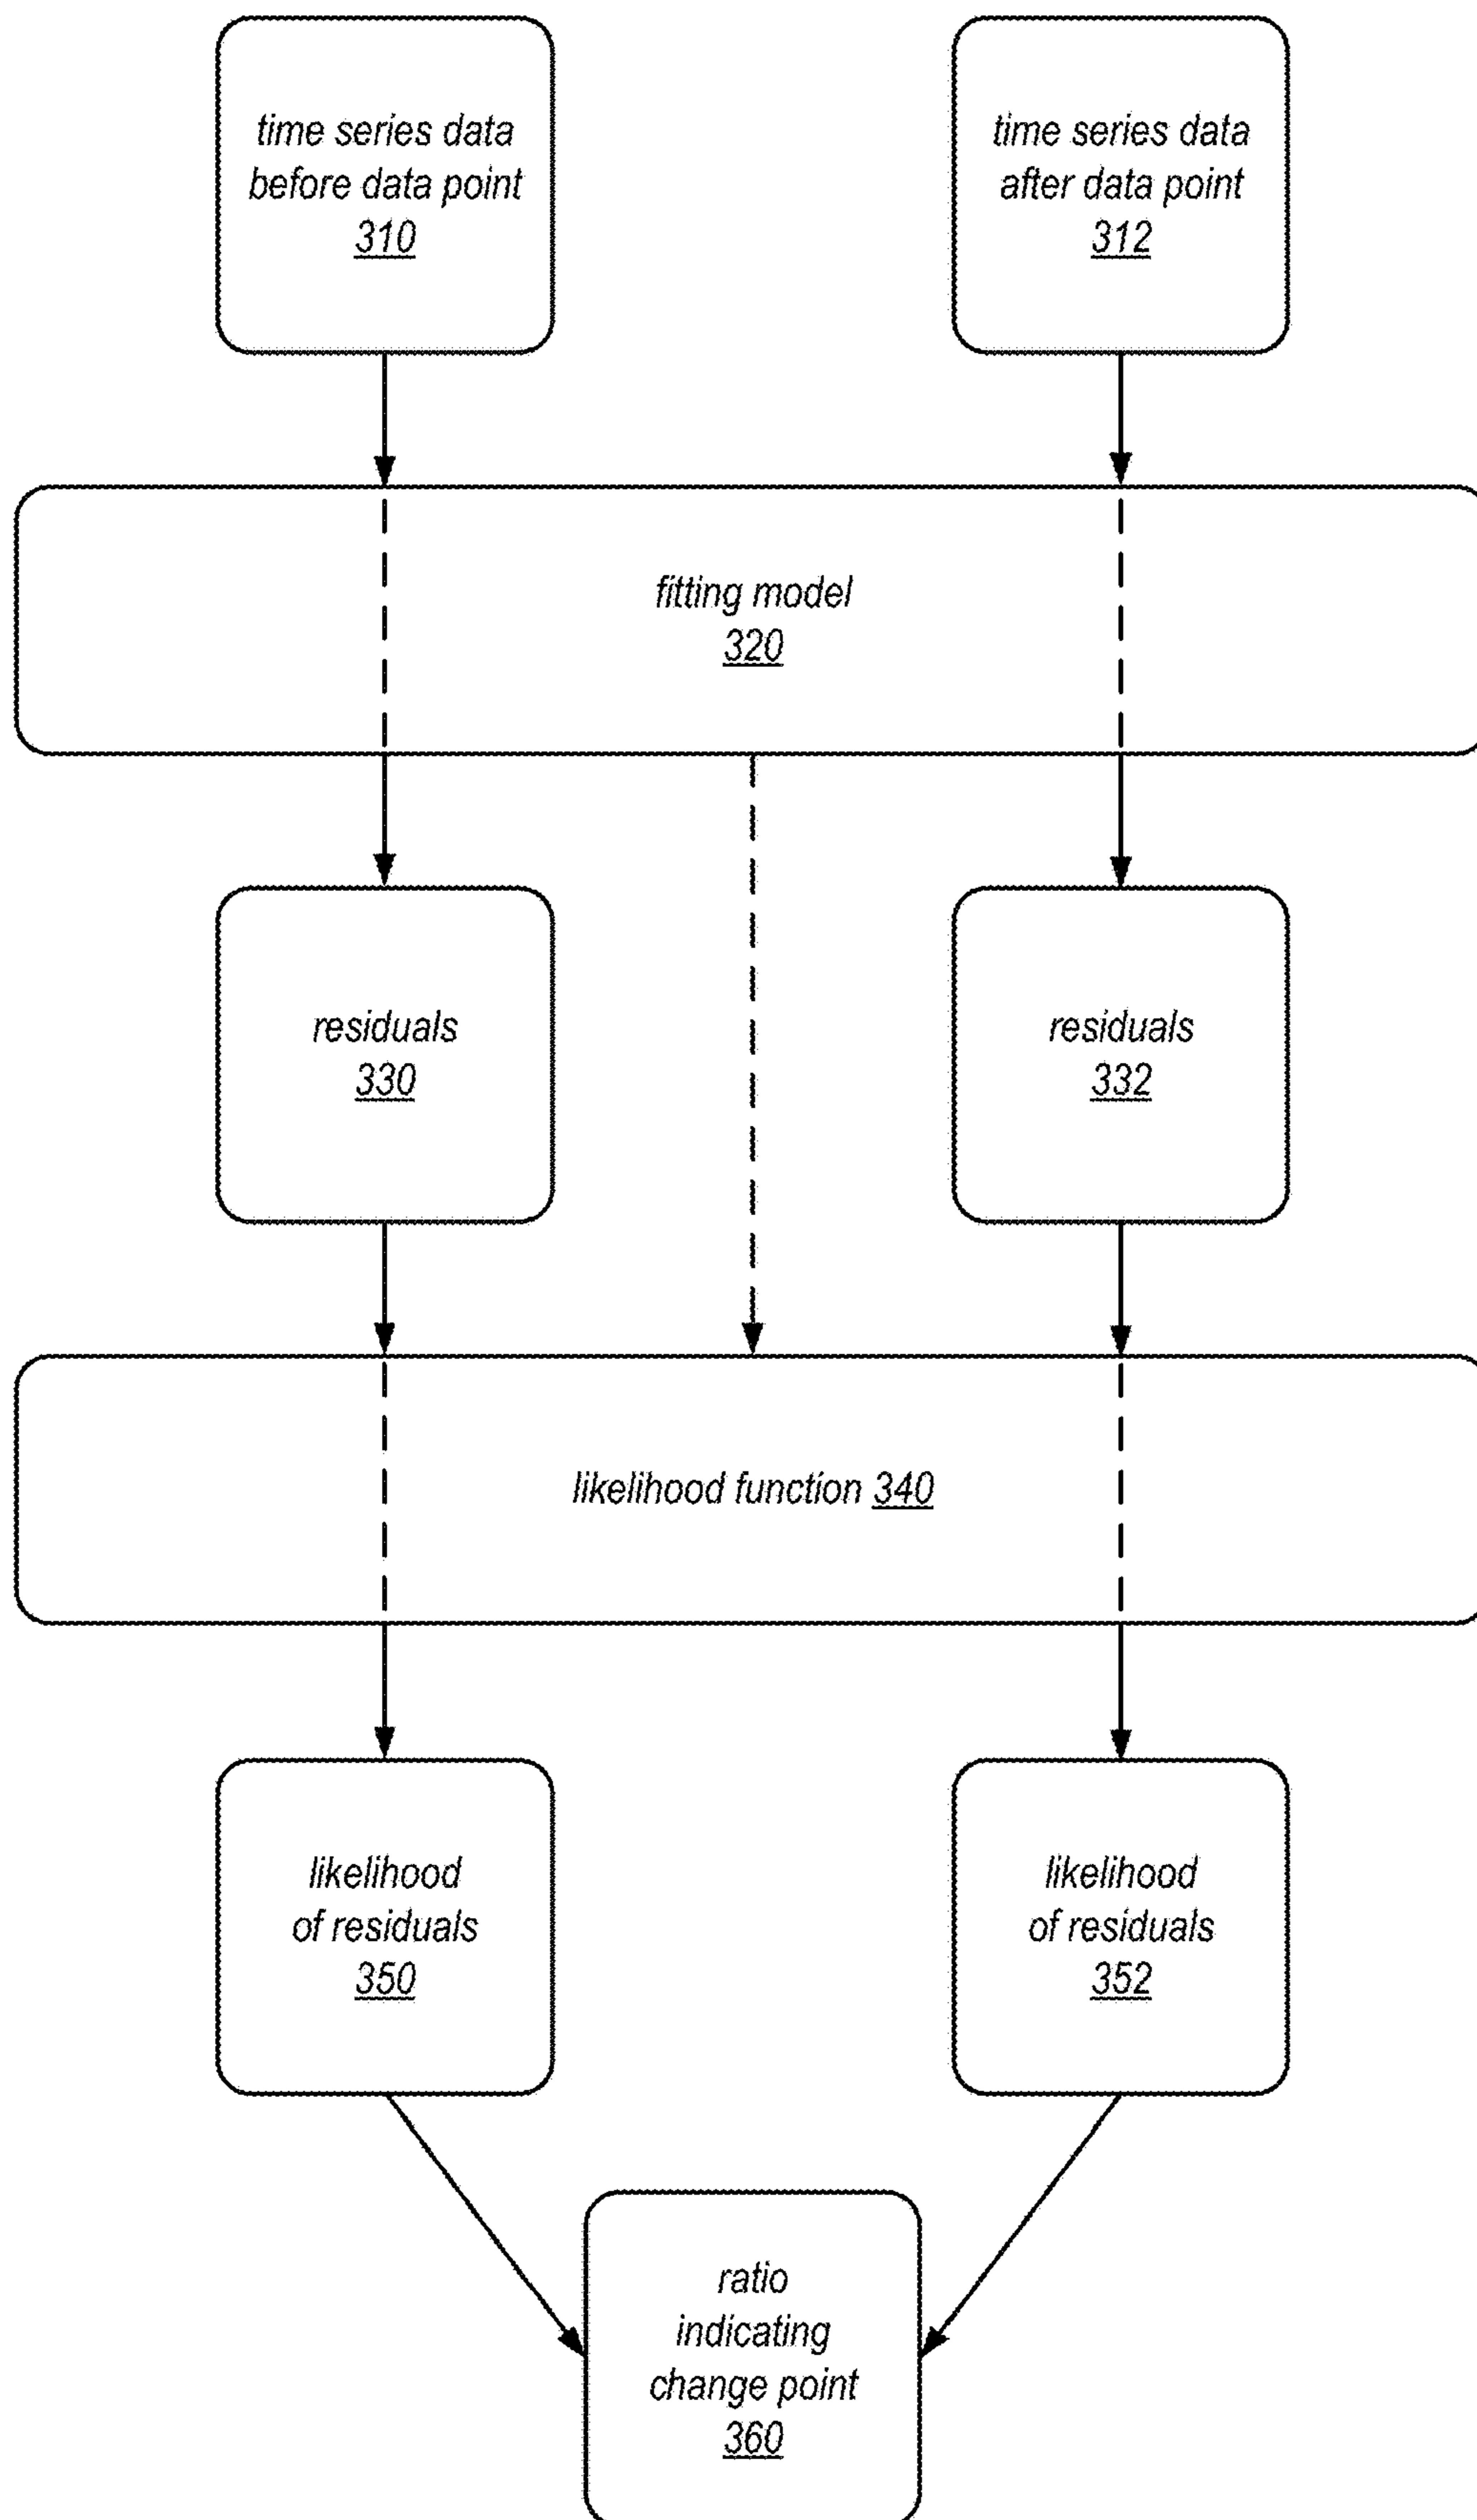 time series data
before data point
310
time series data
after data point
312
fitting model
320
residuals
330
residuals
332
likelihood function 340
likelihood
of residuals
350
likelihood
of residuals
352
ratio
indicating
change point
360